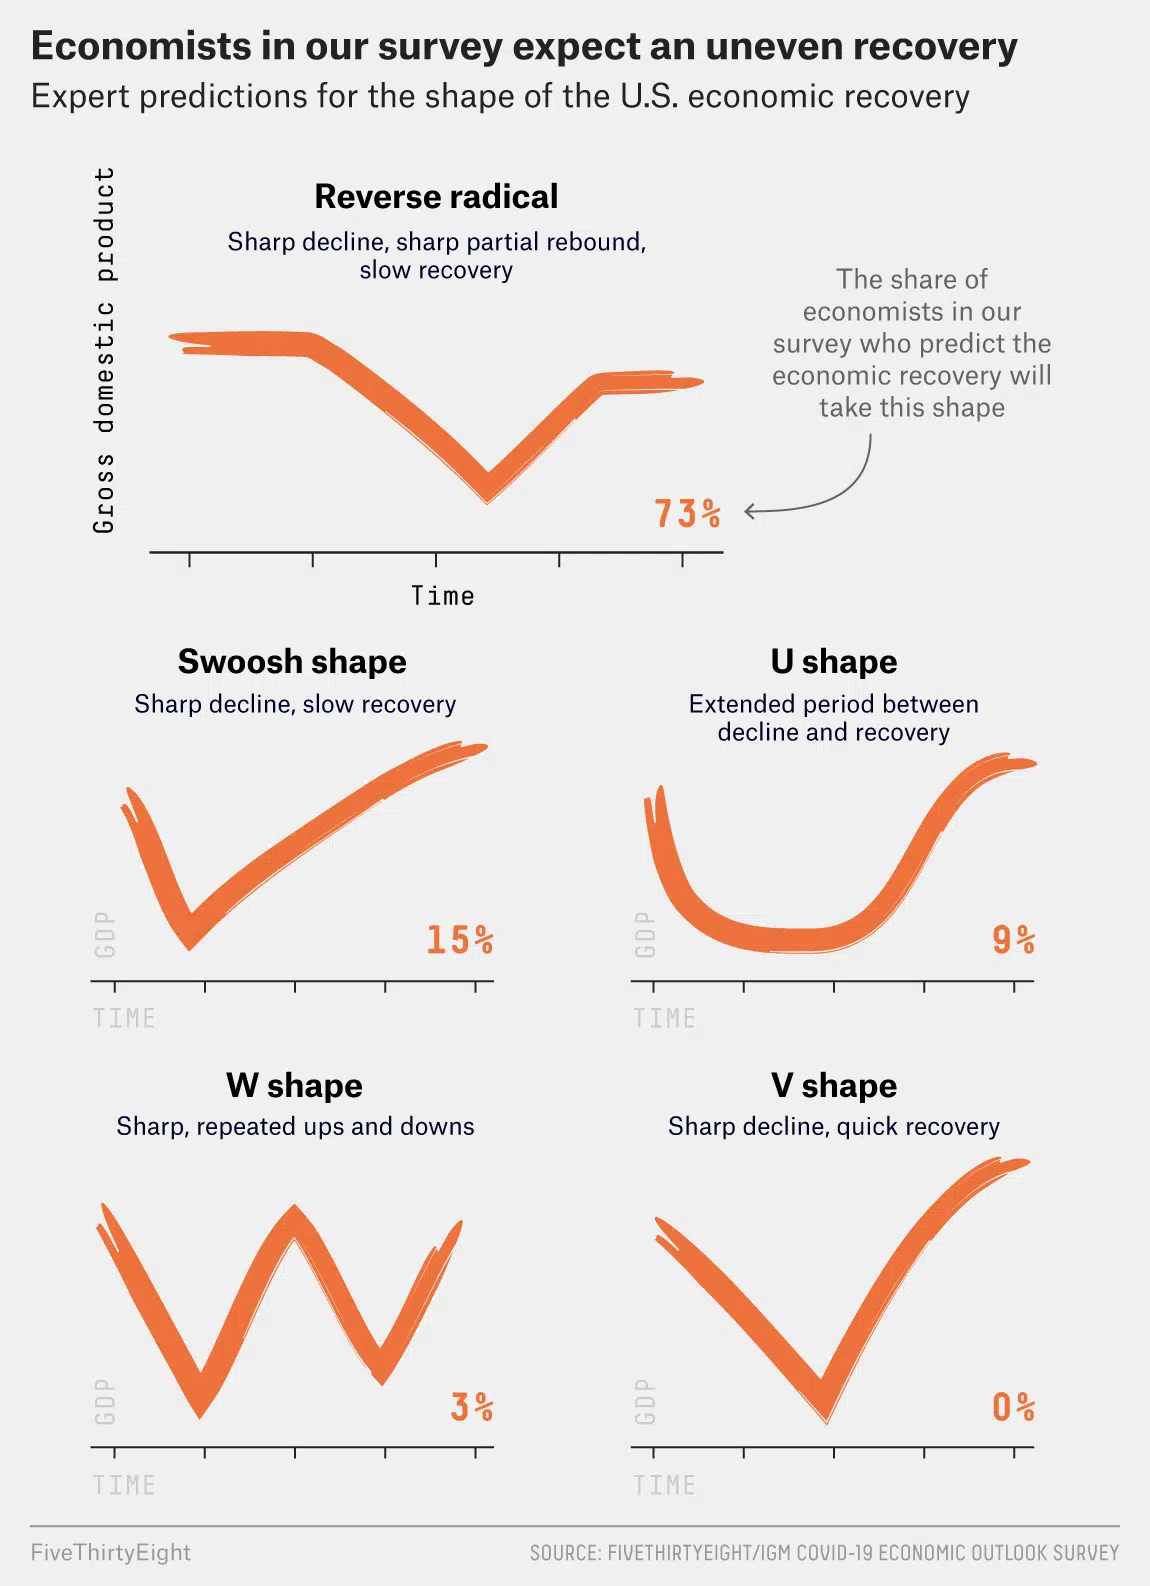 Economists in our survey expect an uneven recovery
Expert predictions for the shape of the U.S. economic recovery
Gross domestic product
Reverse radical
Sharp decline, sharp partial rebound,
slow recovery
The share of
economists in our
survey who predict the
economic recovery will
take this shape
73%
Time
Swoosh shape
Sharp decline, slow recovery
GDP
15%
TIME
U shape
Extended period between
decline and recovery
GDP
9%
TIME
W shape
Sharp, repeated ups and downs
GDP
3%
TIME
V shape
Sharp decline, quick recovery
GDP
0%
TIME
FiveThirtyEight
SOURCE: FIVETHIRTYEIGHT/IGM COVID-19 ECONOMIC OUTLOOK SURVEY